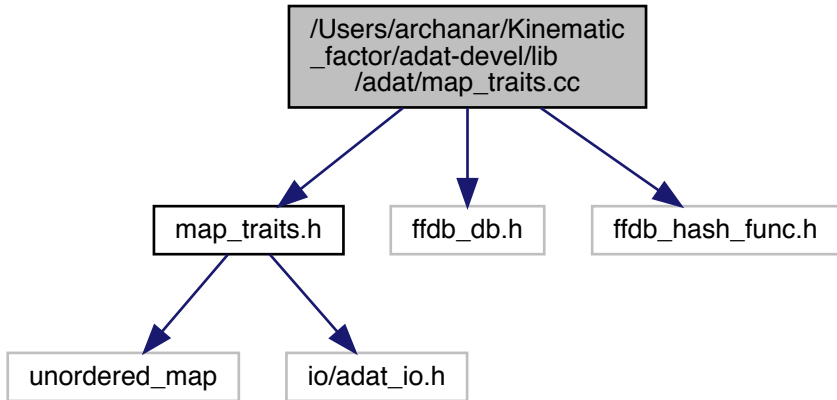 /Users/archanar/Kinematic
_factor/adat-devel/lib
/adat/map_traits.cc
map_traits.h
ffdb_db.h
ffdb_hash_func.h
unordered_map
io/adat_io.h